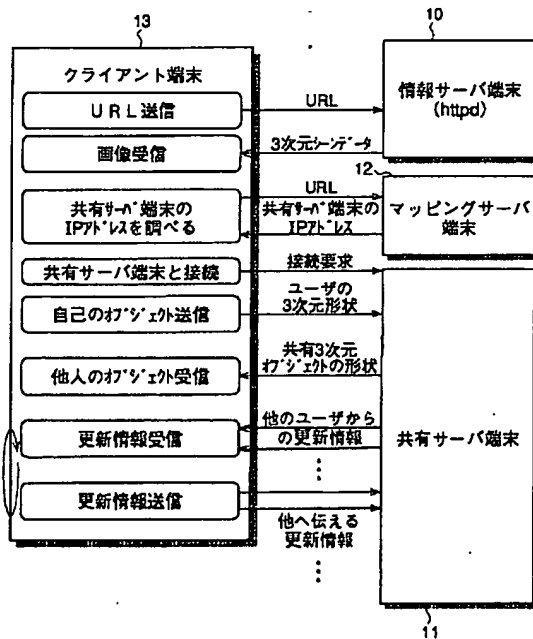 13
クライアント端末
URL送信
画像受信
共有サーバ端末の
IPアドレスを調べる
共有サーバ端末と接続
自己のオブジェクト送信
他人のオブジェクト受信
更新情報受信
更新情報送信
URL
3次元シーンデータ
URL
共有サーバ端末の
IPアドレス
接続要求
ユーザの
3次元形状
共有3次元
オブジェクトの形状
他のユーザから
の更新情報
他へ伝える
更新情報
10
情報サーバ端末
(httpd)
12
マッピングサーバ
端末
共有サーバ端末
11